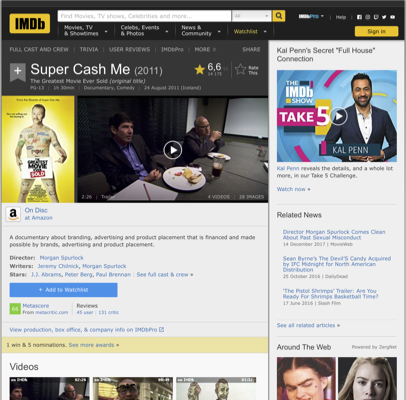 IMDb
Find Movies, TV shows, Celebrities and more...
All
IMDbPro
Help
Movies, TV & Showtimes
Celebs, Events & Photos
News & Community
Watchlist
Sign in
FULL CAST AND CREW | TRIVIA | USER REVIEWS | IMDbPro | MORE
SHARE
Super Cash Me (2011)
The Greatest Movie Ever Sold (original title)
PG-13 | 1h 30min | Documentary, Comedy | 24 August 2011 (Iceland)
6,6
Rate This
2:26 | Trailer
4 VIDEOS | 28 IMAGES
On Disc
at Amazon
A documentary about branding, advertising and product placement that is financed and made possible by brands, advertising and product placement.
Director: Morgan Spurlock
Writers: Jeremy Chilnick, Morgan Spurlock
Stars: J.J. Abrams, Peter Berg, Paul Brennan | See full cast & crew »
+ Add to Watchlist
Metascore
From metacritic.com
Reviews
45 user | 131 critic
View production, box office, & company info on IMDbPro
1 win & 5 nominations. See more awards »
Videos
Kal Penn's Secret "Full House" Connection
THE IMDb SHOW
TAKE 5
KAL PENN
Kal Penn reveals the details, and a whole lot more, in our Take 5 Challenge.
Watch now »
Related News
Director Morgan Spurlock Comes Clean About Past Sexual Misconduct
14 December 2017 | MovieWeb
Sean Byrne's The Devil'S Candy Acquired by IFC Midnight for North American Distribution
25 October 2016 | DailyDead
'The Pistol Shrimps' Trailer: Are You Ready For Shrimps Basketball Time?
17 June 2016 | Slash Film
See all related articles »
Around The Web
Powered by ZergNet